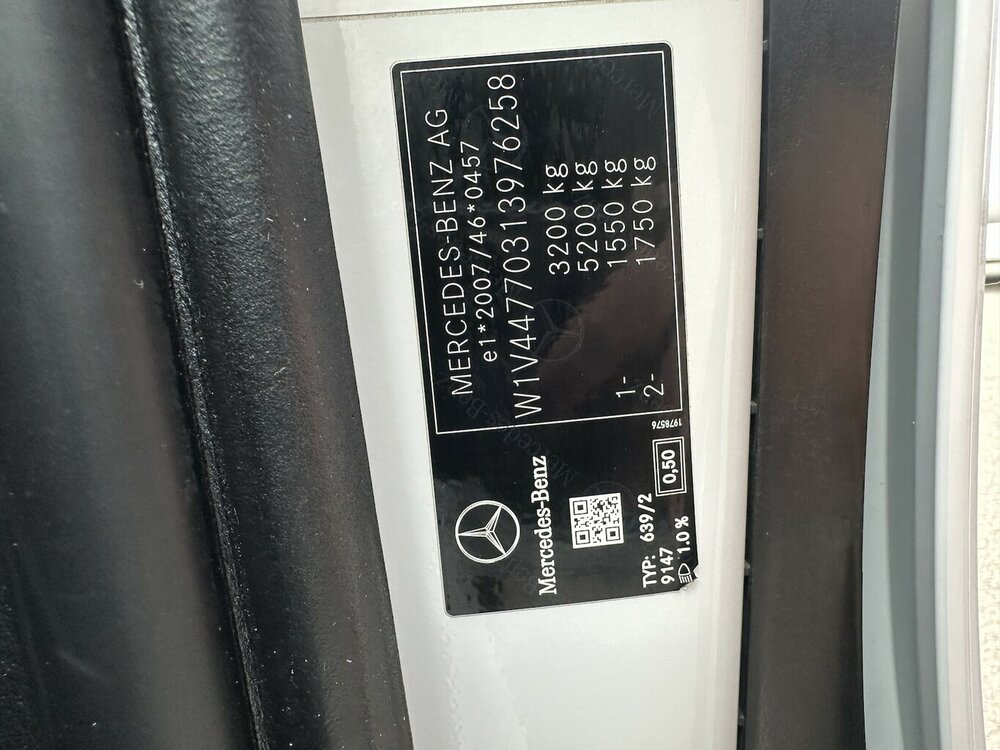 MERCEDES-BENZ AG
e1*2007/46*0457
W1V44770313976258
3200 kg
5200 kg
1- 1550 kg
2- 1750 kg
1978576
Mercedes-Benz
TYP: 639/2
9147
1.0 %
0,50